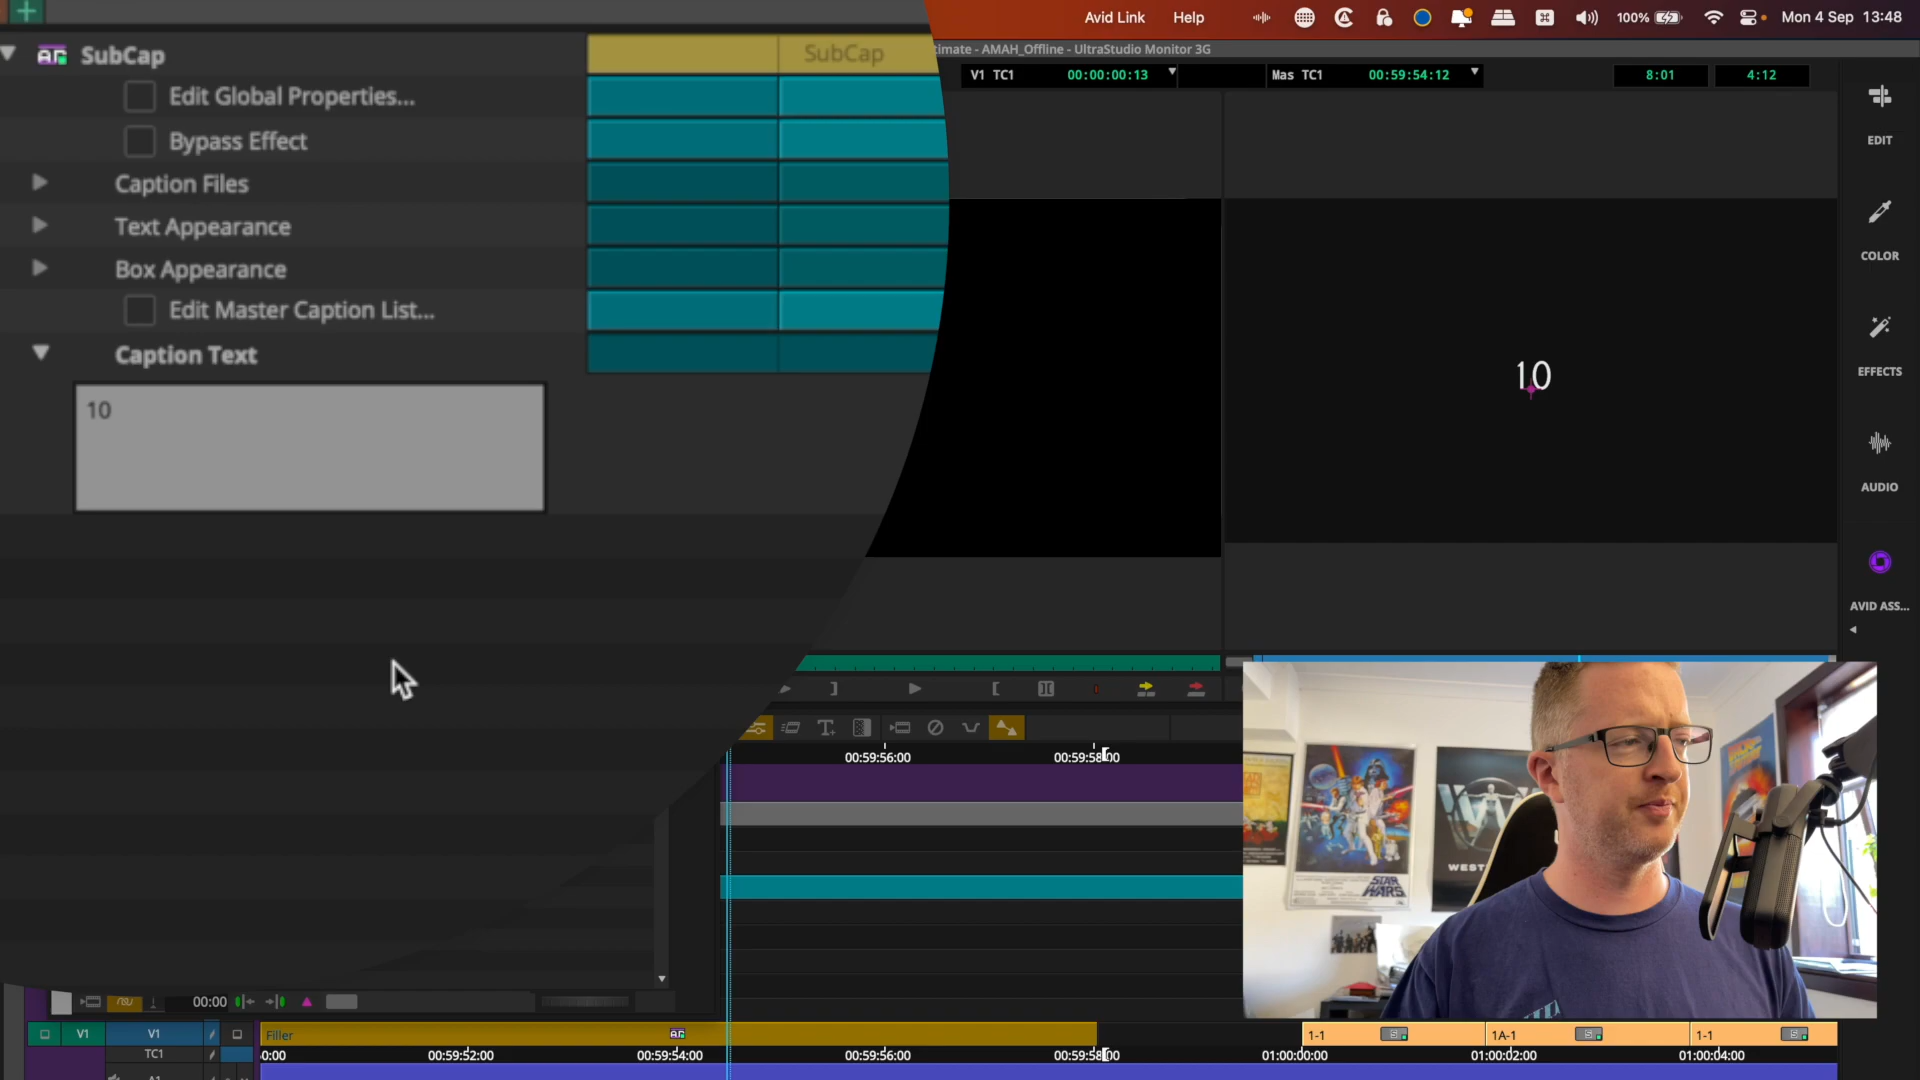 SubCap
SubCap
Edit Global Properties...
Bypass Effect
Caption Files
Text Appearance
Box Appearance
Edit Master Caption List...
Caption Text
10
Avid Link
Help
100%
Mon 4 Sep 13:48
timate - AMAH_Offline - UltraStudio Monitor 3G
V1 TC1
00:00:00:13
Mas TC1
00:59:54:12
8:01
4:12
10
EDIT
COLOR
EFFECTS
AUDIO
AVID ASS...
00:59:56:00
00:59:58:00
STAR
WARS
WEST
00:00
V1
V1
Filler
1-1
1A-1
1-1
TC1
0:00
00:59:52:00
00:59:54:00
00:59:56:00
00:59:58:00
01:00:00:00
01:00:02:00
01:00:04:00
A1